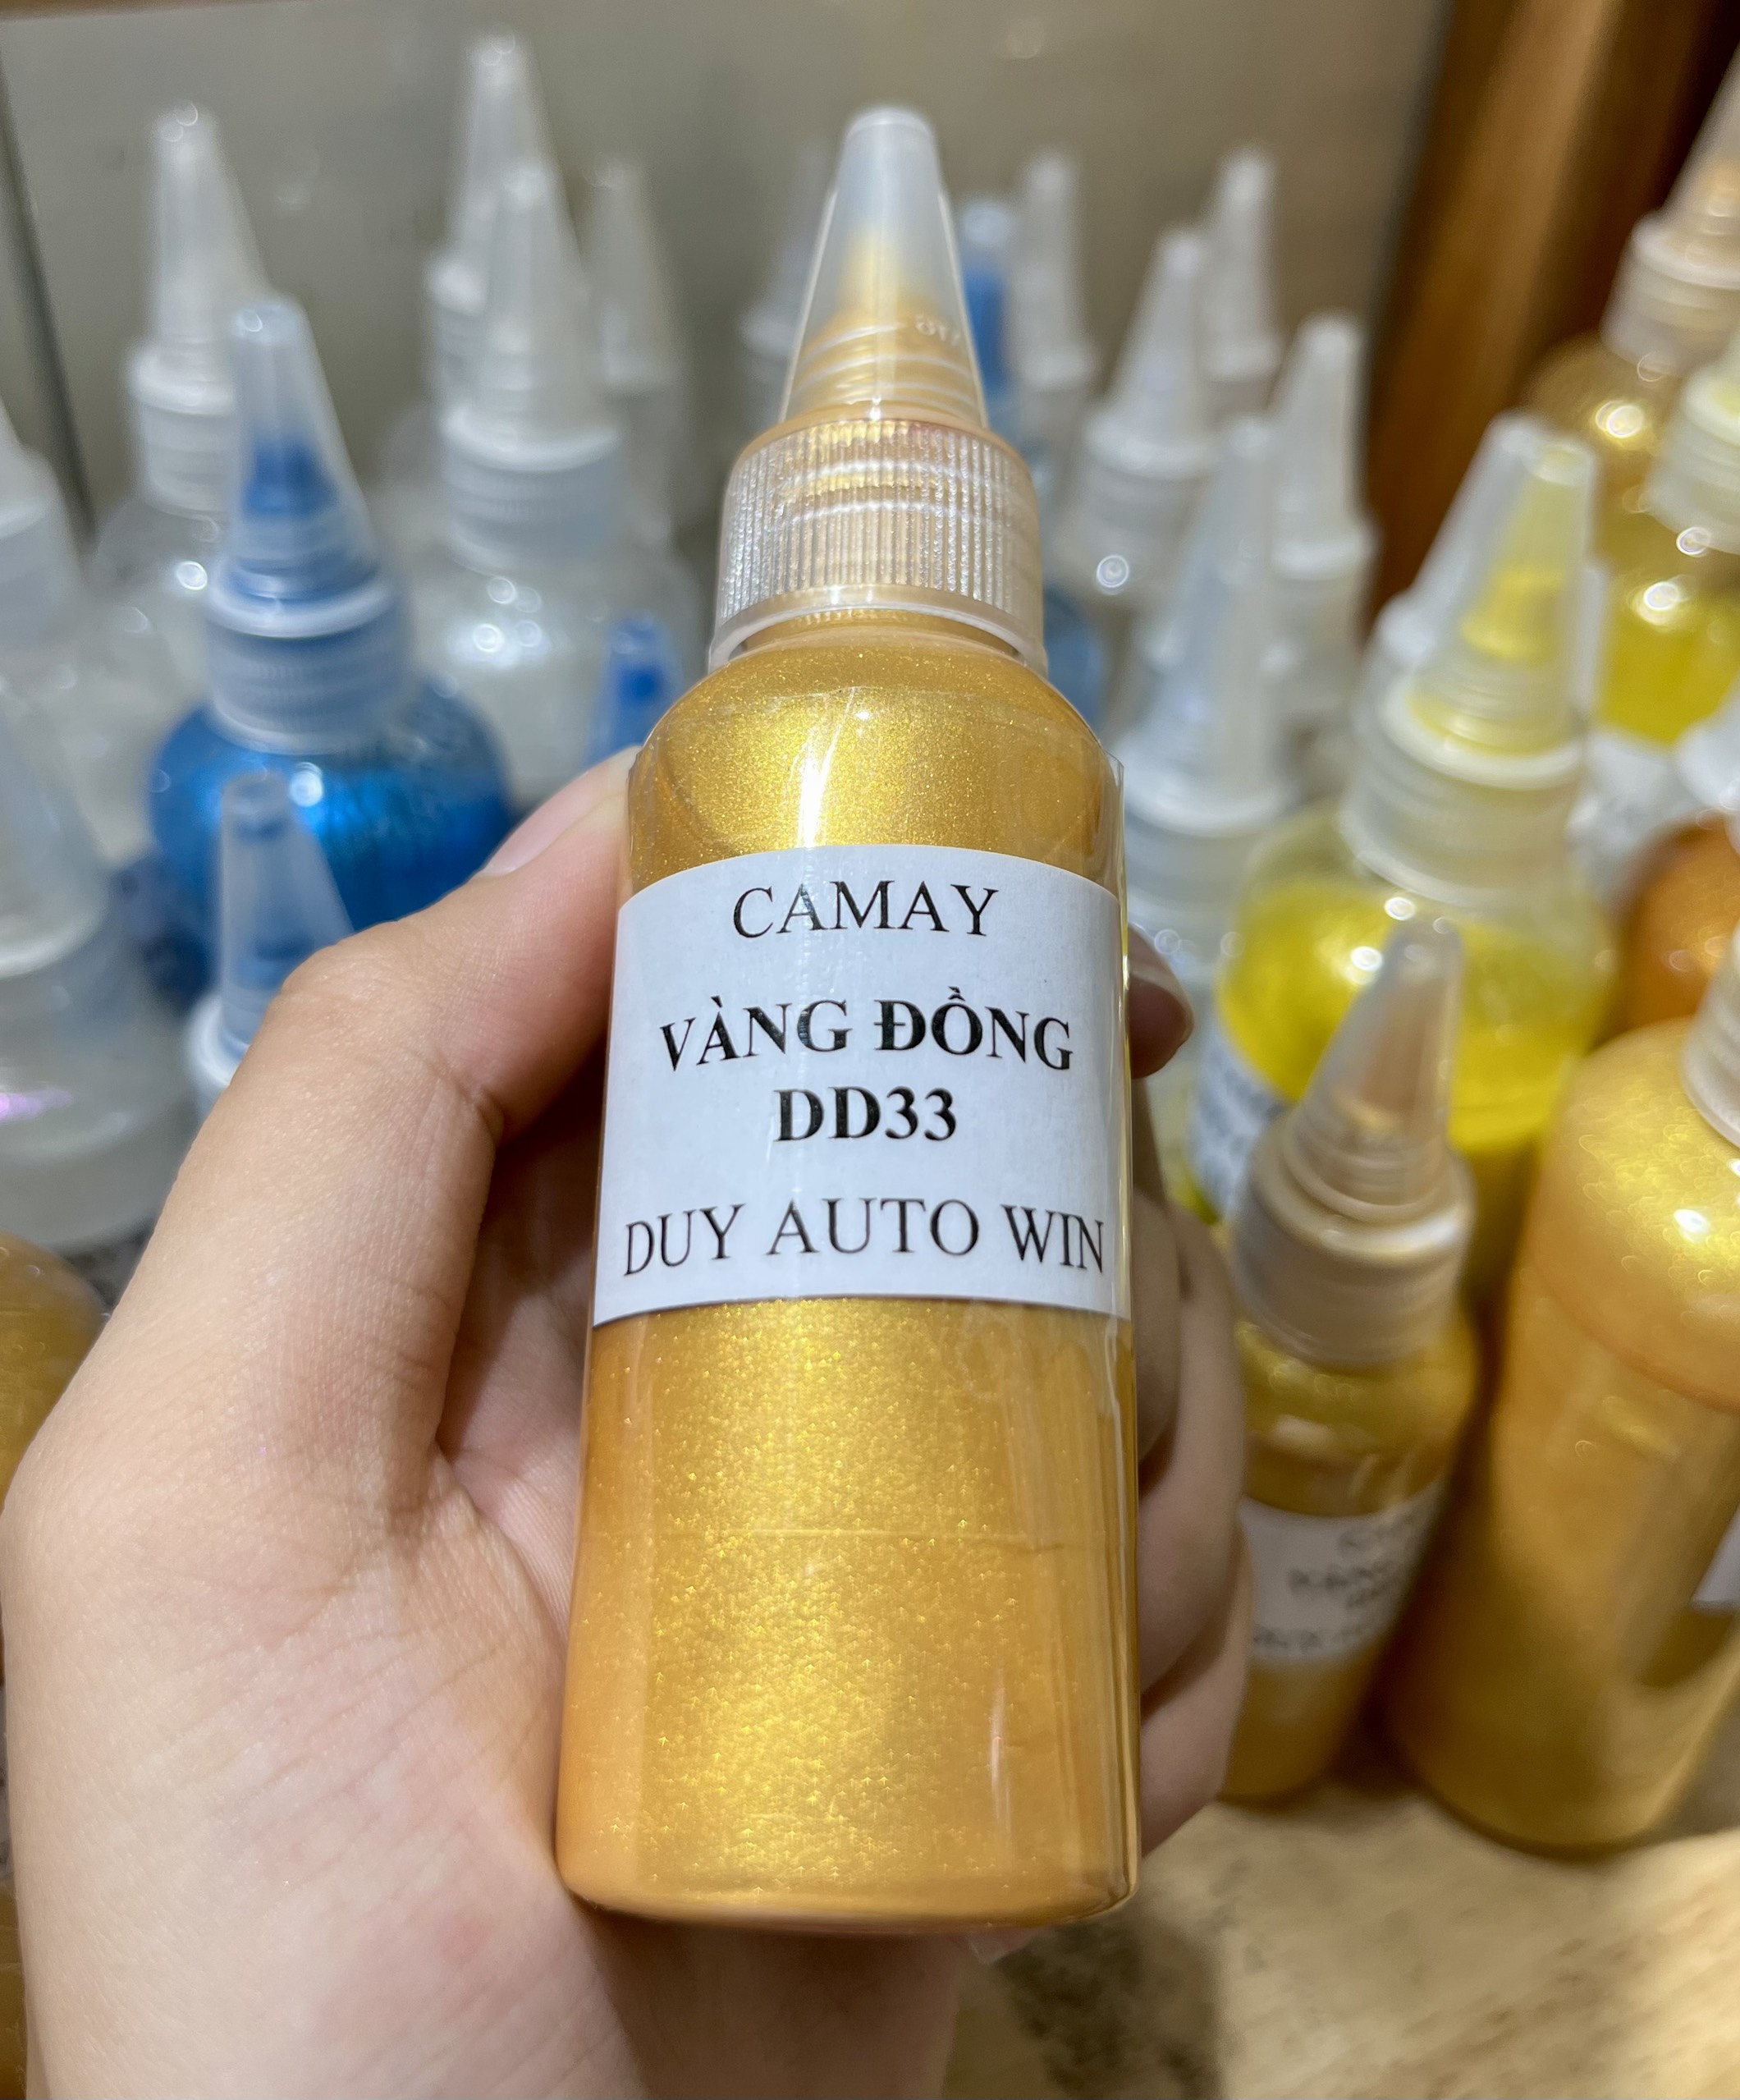 CAMAY
VÀNG ĐỒNG
DD33
DUY AUTO WIN